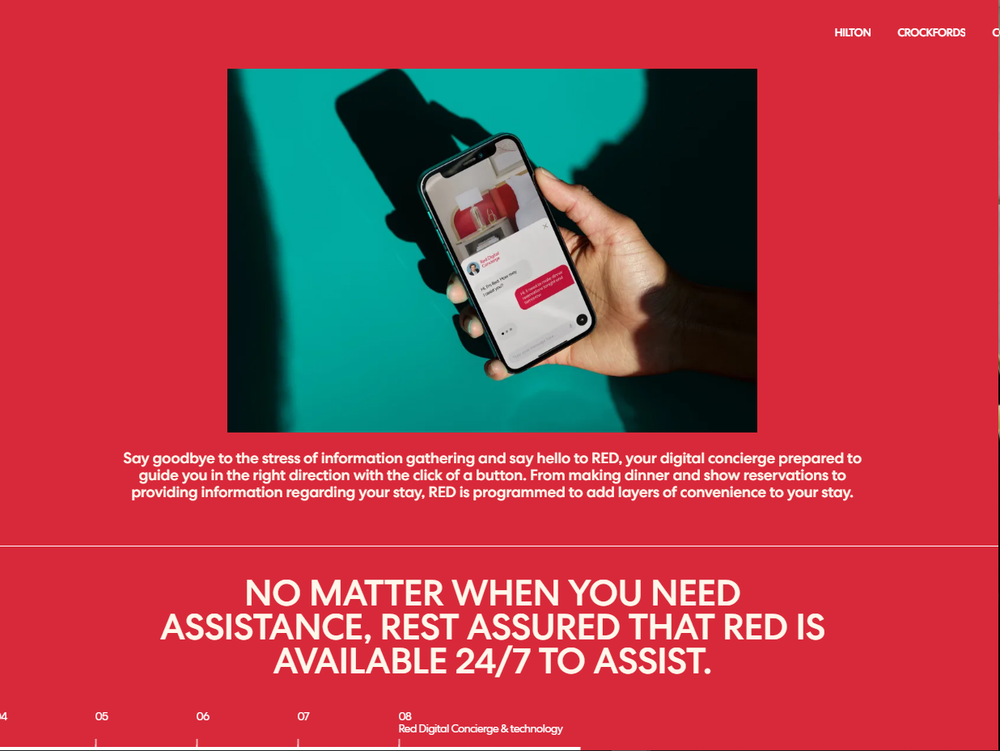 HILTON CROCKFORDS
Red Digital
Concierge
Hi, I'm Red. How may
I assist you?
Hi, I need to make dinner
reservations tonight and
tomorrow.
Say goodbye to the stress of information gathering and say hello to RED, your digital concierge prepared to
guide you in the right direction with the click of a button. From making dinner and show reservations to
providing information regarding your stay, RED is programmed to add layers of convenience to your stay.
NO MATTER WHEN YOU NEED
ASSISTANCE, REST ASSURED THAT RED IS
AVAILABLE 24/7 TO ASSIST.
05 06 07 08
Red Digital Concierge & technology